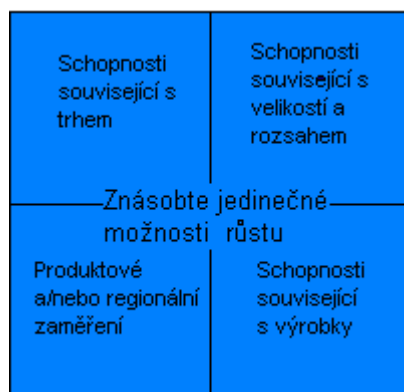 Schopnosti
související s
trhem
Schopnosti
související s
velikostí a
rozsahem
Znásobte jedinečné
možnosti růstu
Produktové
a/nebo regionální
zaměření
Schopnosti
související
s výrobky